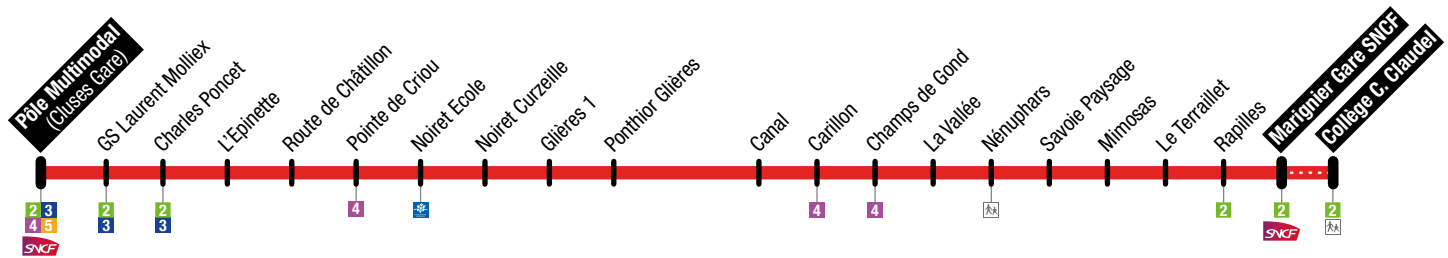 Pôle Multimodal
(Cluses Gare)
GS Laurent Molliex
Charles Poncet
L'Epinette
Route de Châtillon
Pointe de Criou
Noiret Ecole
Noiret Curzeille
Glières 1
Ponthior Glières
Canal
Carillon
Champs de Gond
La Vallée
Nénuphars
Savoie Paysage
Mimosas
Le Terraillet
Rapilles
Marignier Gare SNCF
Collège C. Claudel
2 3
4 5
SNCF
2
3
2
3
4
4
4
2
2
SNCF
2